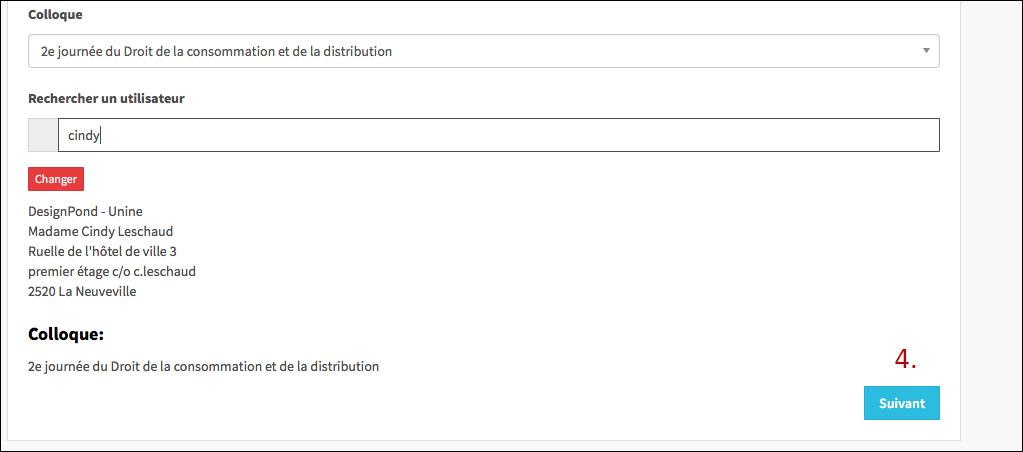 Colloque
2e journée du Droit de la consommation et de la distribution
Rechercher un utilisateur
cindy
Changer
DesignPond - Unine
Madame Cindy Leschaud
Ruelle de l'hôtel de ville 3
premier étage c/o c.leschaud
2520 La Neuveville
Colloque:
2e journée du Droit de la consommation et de la distribution
4.
Suivant